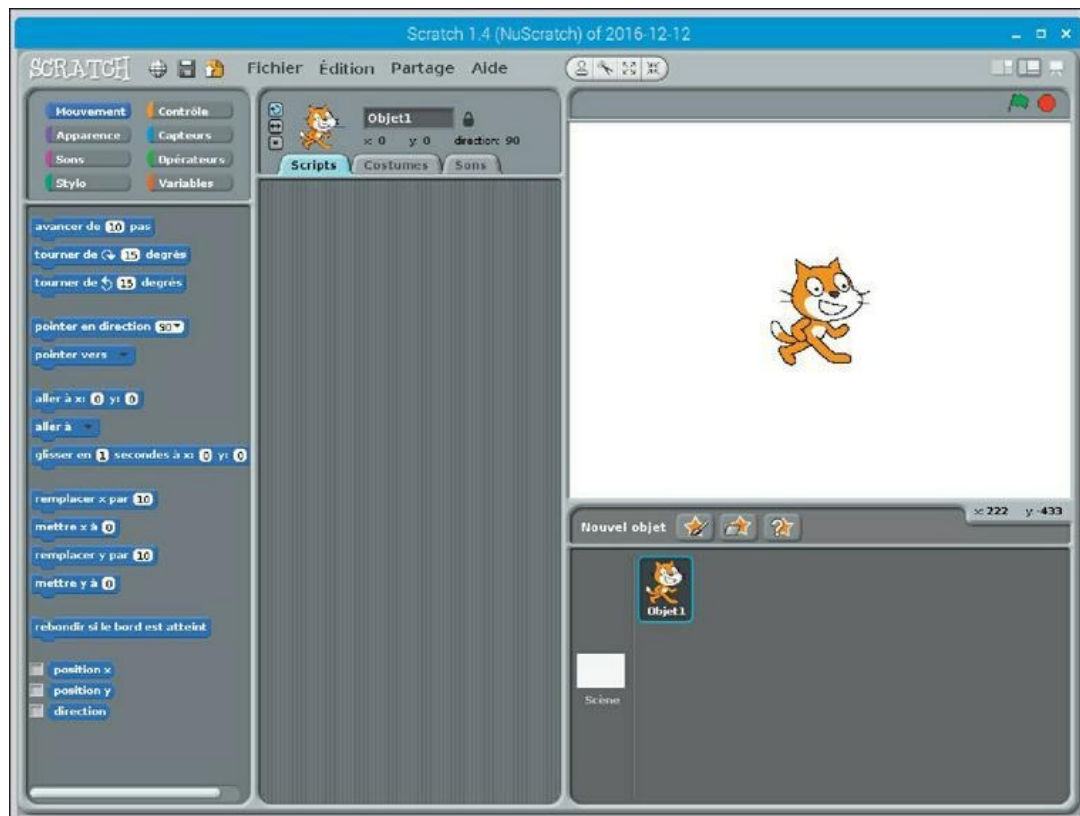 Scratch 1.4 (NuScratch) of 2016-12-12
SCRATCH Fichier Édition Partage Aide
Mouvement Contrôle
Apparence Capteurs
Sons Opérateurs
Stylo Variables
avancer de 10 pas
tourner de 15 degrés
tourner de 15 degrés
pointer en direction 90
pointer vers
aller à x: 0 y: 0
aller à
glisser en 1 secondes à x: 0 y: 0
remplacer x par 10
mettre x à 0
remplacer y par 10
mettre y à 0
rebondir si le bord est atteint
position x
position y
direction
Objet1
x: 0 y: 0 direction: 90
Scripts Costumes Sons
x: 222 y: -433
Nouvel objet
Objet1
Scène